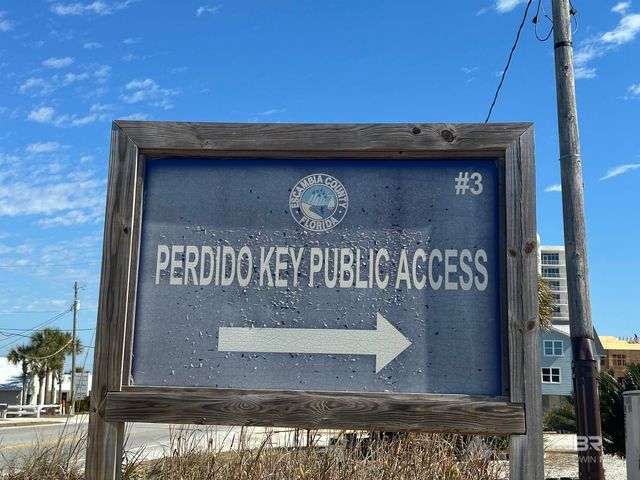 #3
ESCAMBIA COUNTY
FLORIDA
PERDIDO KEY PUBLIC ACCESS
BR